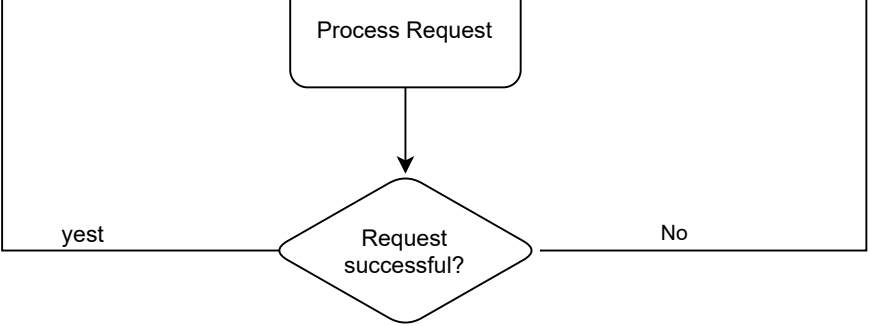 Process Request
yest
No
Request
successful?